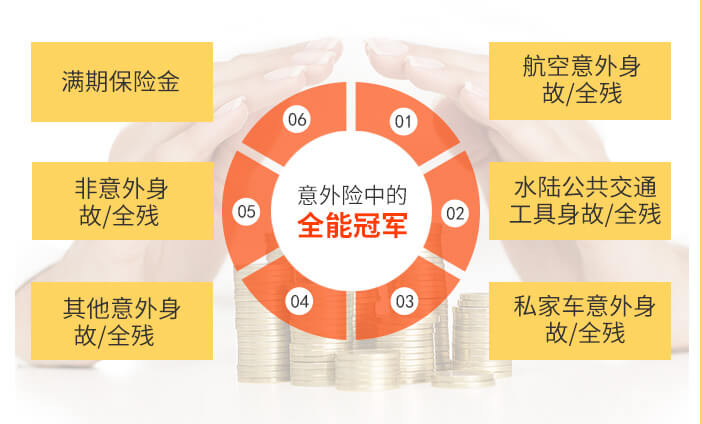 意外险中的
全能冠军
01
航空意外身
故/全残
02
水陆公共交通
工具身故/全残
03
私家车意外身
故/全残
04
其他意外身
故/全残
05
非意外身
故/全残
06
满期保险金